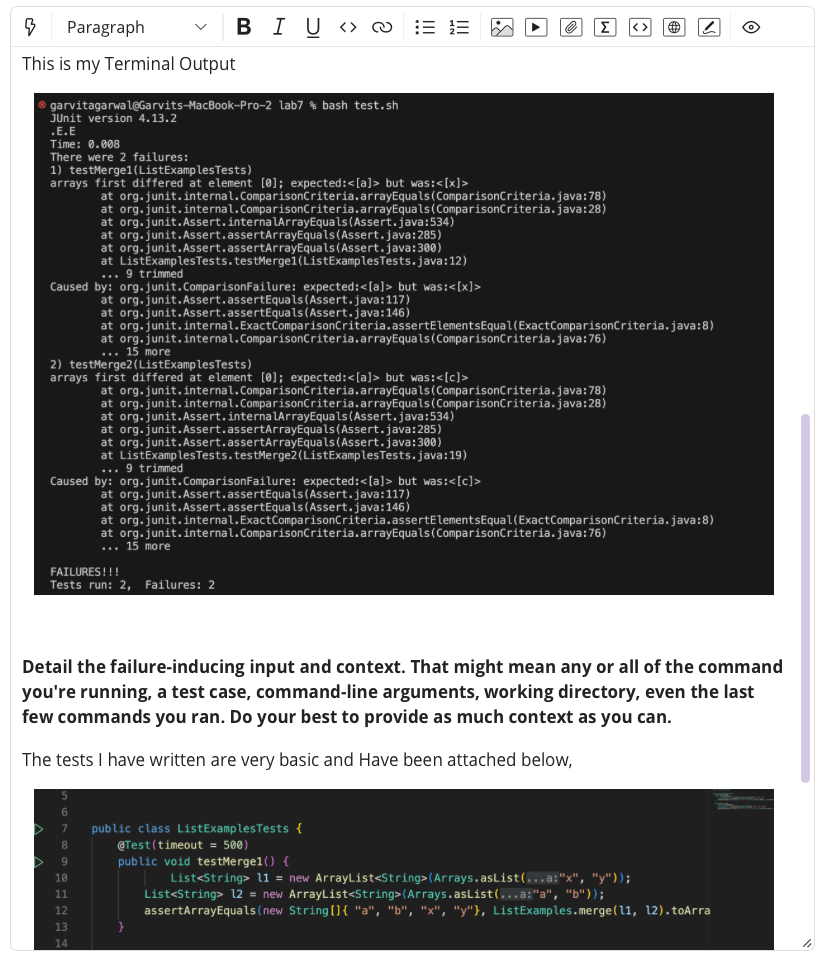 Paragraph B I U
This is my Terminal Output
garvitagarwal@Garvits-MacBook-Pro-2 lab7 % bash test.sh
JUnit version 4.13.2
.E.E
Time: 0.008
There were 2 failures:
1) testMerge1(ListExamplesTests)
arrays first differed at element [0]; expected:<[a]> but was:<[x]>
at org.junit.internal.ComparisonCriteria.arrayEquals(ComparisonCriteria.java:78)
at org.junit.internal.ComparisonCriteria.arrayEquals(ComparisonCriteria.java:28)
at org.junit.Assert.internalArrayEquals(Assert.java:534)
at org.junit.Assert.assertArrayEquals(Assert.java:285)
at org.junit.Assert.assertArrayEquals(Assert.java:300)
at ListExamplesTests.testMerge1(ListExamplesTests.java:12)
... 9 trimmed
Caused by: org.junit.ComparisonFailure: expected:<[a]> but was:<[x]>
at org.junit.Assert.assertEquals(Assert.java:117)
at org.junit.Assert.assertEquals(Assert.java:146)
at org.junit.internal.ExactComparisonCriteria.assertElementsEqual(ExactComparisonCriteria.java:8)
at org.junit.internal.ComparisonCriteria.arrayEquals(ComparisonCriteria.java:76)
... 15 more
2) testMerge2(ListExamplesTests)
arrays first differed at element [0]; expected:<[a]> but was:<[c]>
at org.junit.internal.ComparisonCriteria.arrayEquals(ComparisonCriteria.java:78)
at org.junit.internal.ComparisonCriteria.arrayEquals(ComparisonCriteria.java:28)
at org.junit.Assert.internalArrayEquals(Assert.java:534)
at org.junit.Assert.assertArrayEquals(Assert.java:285)
at org.junit.Assert.assertArrayEquals(Assert.java:300)
at ListExamplesTests.testMerge2(ListExamplesTests.java:19)
... 9 trimmed
Caused by: org.junit.ComparisonFailure: expected:<[a]> but was:<[c]>
at org.junit.Assert.assertEquals(Assert.java:117)
at org.junit.Assert.assertEquals(Assert.java:146)
at org.junit.internal.ExactComparisonCriteria.assertElementsEqual(ExactComparisonCriteria.java:8)
at org.junit.internal.ComparisonCriteria.arrayEquals(ComparisonCriteria.java:76)
... 15 more
FAILURES!!!
Tests run: 2,  Failures: 2
Detail the failure-inducing input and context. That might mean any or all of the command
you're running, a test case, command-line arguments, working directory, even the last
few commands you ran. Do your best to provide as much context as you can.
The tests I have written are very basic and Have been attached below,
5
6
7 public class ListExamplesTests {
8 @Test(timeout = 500)
9 public void testMerge1() {
10 List<String> l1 = new ArrayList<String>(Arrays.asList(...a:"x", "y"));
11 List<String> l2 = new ArrayList<String>(Arrays.asList(...a:"a", "b"));
12 assertArrayEquals(new String[]{ "a", "b", "x", "y"}, ListExamples.merge(l1, l2).toArra
13 }
14